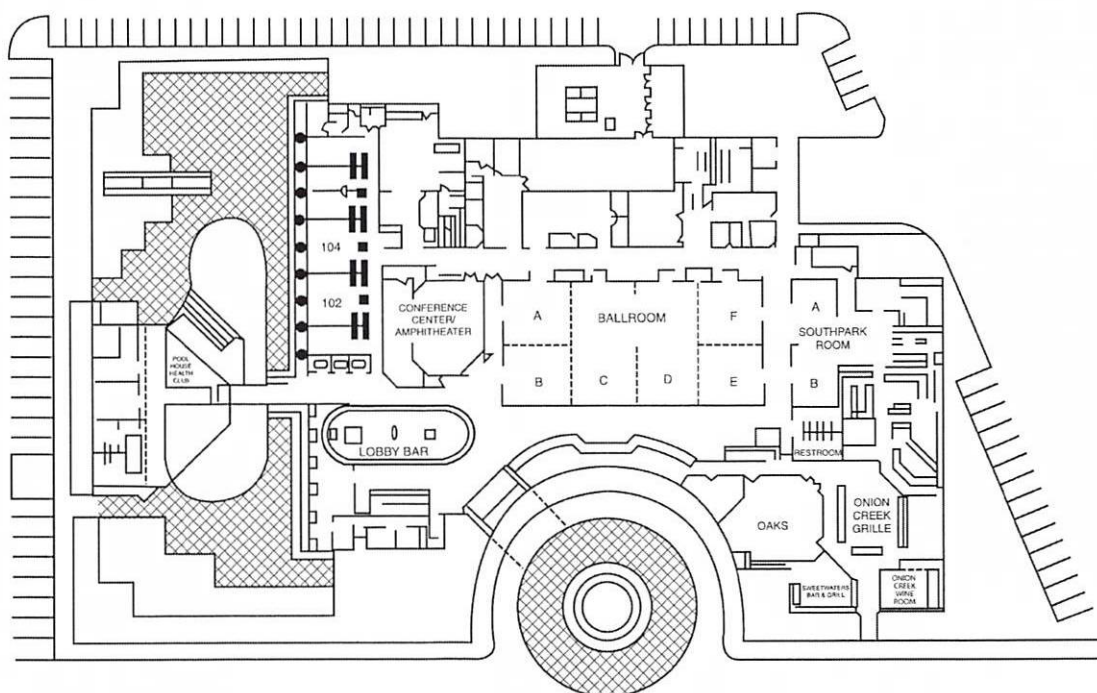 104
102
CONFERENCE
CENTER/
AMPHITHEATER
A
BALLROOM
F
B
C
D
E
A
SOUTHPARK
ROOM
B
POOL
HOUSE
HEALTH
CLUB
LOBBY BAR
RESTROOM
OAKS
ONION
CREEK
GRILLE
SWEETWATERS
BAR & GRILL
ONION
CREEK
WINE
ROOM